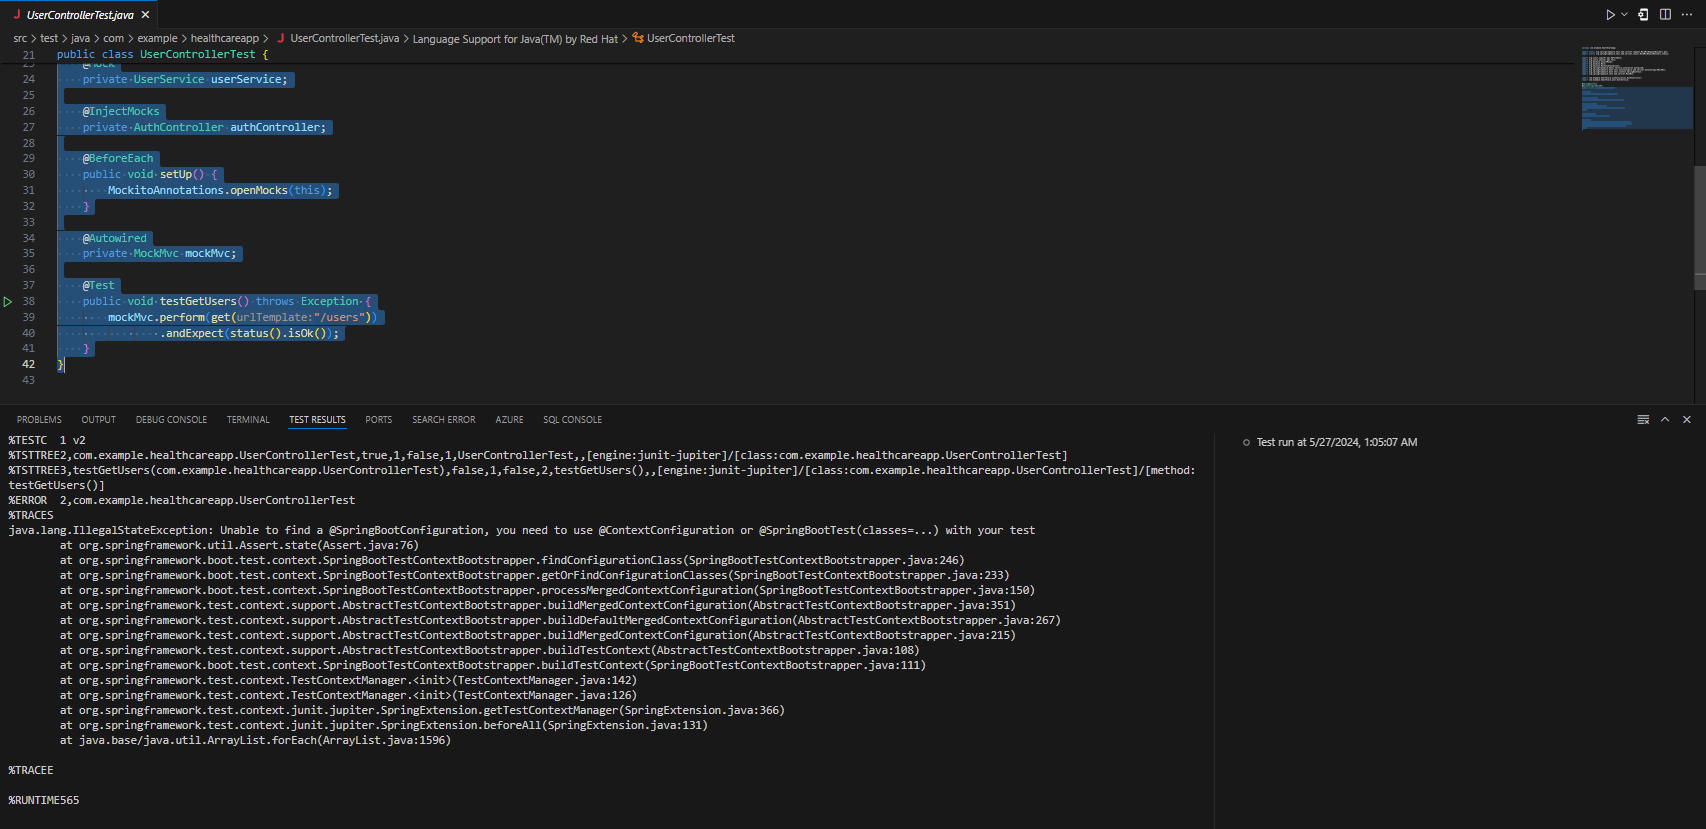 UserControllerTest.java
src > test > java > com > example > healthcareapp > UserControllerTest.java > Language Support for Java(TM) by Red Hat > UserControllerTest
21 public class UserControllerTest {
23 @Mock
24 private UserService userService;
25
26 @InjectMocks
27 private AuthController authController;
28
29 @BeforeEach
30 public void setUp() {
31 MockitoAnnotations.openMocks(this);
32 }
33
34 @Autowired
35 private MockMvc mockMvc;
36
37 @Test
38 public void testGetUsers() throws Exception {
39 mockMvc.perform(get(urlTemplate:"/users"))
40 .andExpect(status().isOk());
41 }
42 }
43
PROBLEMS OUTPUT DEBUG CONSOLE TERMINAL TEST RESULTS PORTS SEARCH ERROR AZURE SQL CONSOLE
%TESTC  1 v2
%TSTTREE2,com.example.healthcareapp.UserControllerTest,true,1,false,1,UserControllerTest,,[engine:junit-jupiter]/[class:com.example.healthcareapp.UserControllerTest]
%TSTTREE3,testGetUsers(com.example.healthcareapp.UserControllerTest),false,1,false,2,testGetUsers(),,[engine:junit-jupiter]/[class:com.example.healthcareapp.UserControllerTest]/[method:
testGetUsers()]
%ERROR  2,com.example.healthcareapp.UserControllerTest
%TRACES
java.lang.IllegalStateException: Unable to find a @SpringBootConfiguration, you need to use @ContextConfiguration or @SpringBootTest(classes=...) with your test
at org.springframework.util.Assert.state(Assert.java:76)
at org.springframework.boot.test.context.SpringBootTestContextBootstrapper.findConfigurationClass(SpringBootTestContextBootstrapper.java:246)
at org.springframework.boot.test.context.SpringBootTestContextBootstrapper.getOrFindConfigurationClasses(SpringBootTestContextBootstrapper.java:233)
at org.springframework.boot.test.context.SpringBootTestContextBootstrapper.processMergedContextConfiguration(SpringBootTestContextBootstrapper.java:150)
at org.springframework.test.context.support.AbstractTestContextBootstrapper.buildMergedContextConfiguration(AbstractTestContextBootstrapper.java:351)
at org.springframework.test.context.support.AbstractTestContextBootstrapper.buildDefaultMergedContextConfiguration(AbstractTestContextBootstrapper.java:267)
at org.springframework.test.context.support.AbstractTestContextBootstrapper.buildMergedContextConfiguration(AbstractTestContextBootstrapper.java:215)
at org.springframework.test.context.support.AbstractTestContextBootstrapper.buildTestContext(AbstractTestContextBootstrapper.java:108)
at org.springframework.boot.test.context.SpringBootTestContextBootstrapper.buildTestContext(SpringBootTestContextBootstrapper.java:111)
at org.springframework.test.context.TestContextManager.<init>(TestContextManager.java:142)
at org.springframework.test.context.TestContextManager.<init>(TestContextManager.java:126)
at org.springframework.test.context.junit.jupiter.SpringExtension.getTestContextManager(SpringExtension.java:366)
at org.springframework.test.context.junit.jupiter.SpringExtension.beforeAll(SpringExtension.java:131)
at java.base/java.util.ArrayList.forEach(ArrayList.java:1596)
%TRACEE
%RUNTIME565
Test run at 5/27/2024, 1:05:07 AM